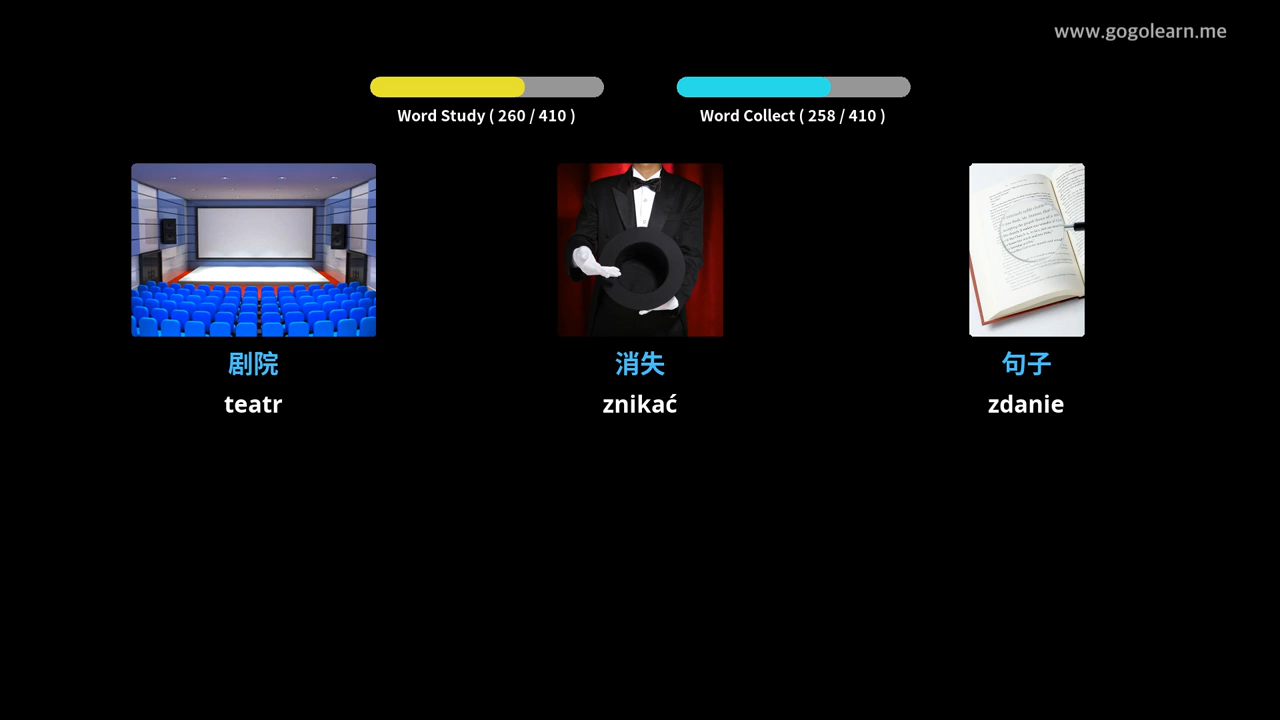 www.gogolearn.me
Word Study ( 260 / 410 )
Word Collect ( 258 / 410 )
剧院
消失
句子
teatr
znikać
zdanie